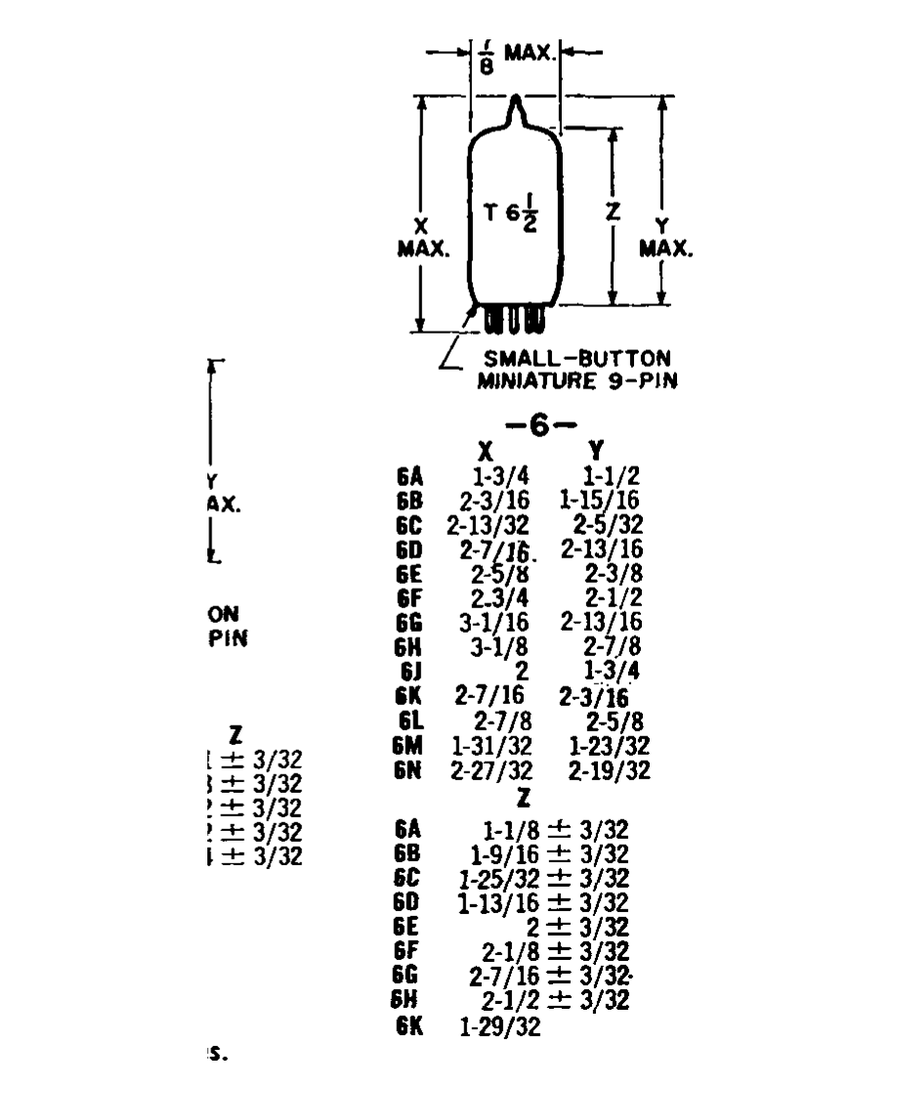 7/8 MAX.
T 6 1/2
X
MAX.
Z
Y
MAX.
SMALL-BUTTON
MINIATURE 9-PIN
Y
AX.
ON
PIN
Z
± 3/32
± 3/32
± 3/32
± 3/32
± 3/32
s.
-6-
X Y
6A 1-3/4 1-1/2
6B 2-3/16 1-15/16
6C 2-13/32 2-5/32
6D 2-7/16. 2-13/16
6E 2-5/8 2-3/8
6F 2-3/4 2-1/2
6G 3-1/16 2-13/16
6H 3-1/8 2-7/8
6J 2 1-3/4
6K 2-7/16 2-3/16
6L 2-7/8 2-5/8
6M 1-31/32 1-23/32
6N 2-27/32 2-19/32
Z
6A 1-1/8 ± 3/32
6B 1-9/16 ± 3/32
6C 1-25/32 ± 3/32
6D 1-13/16 ± 3/32
6E 2 ± 3/32
6F 2-1/8 ± 3/32
6G 2-7/16 ± 3/32
6H 2-1/2 ± 3/32
6K 1-29/32